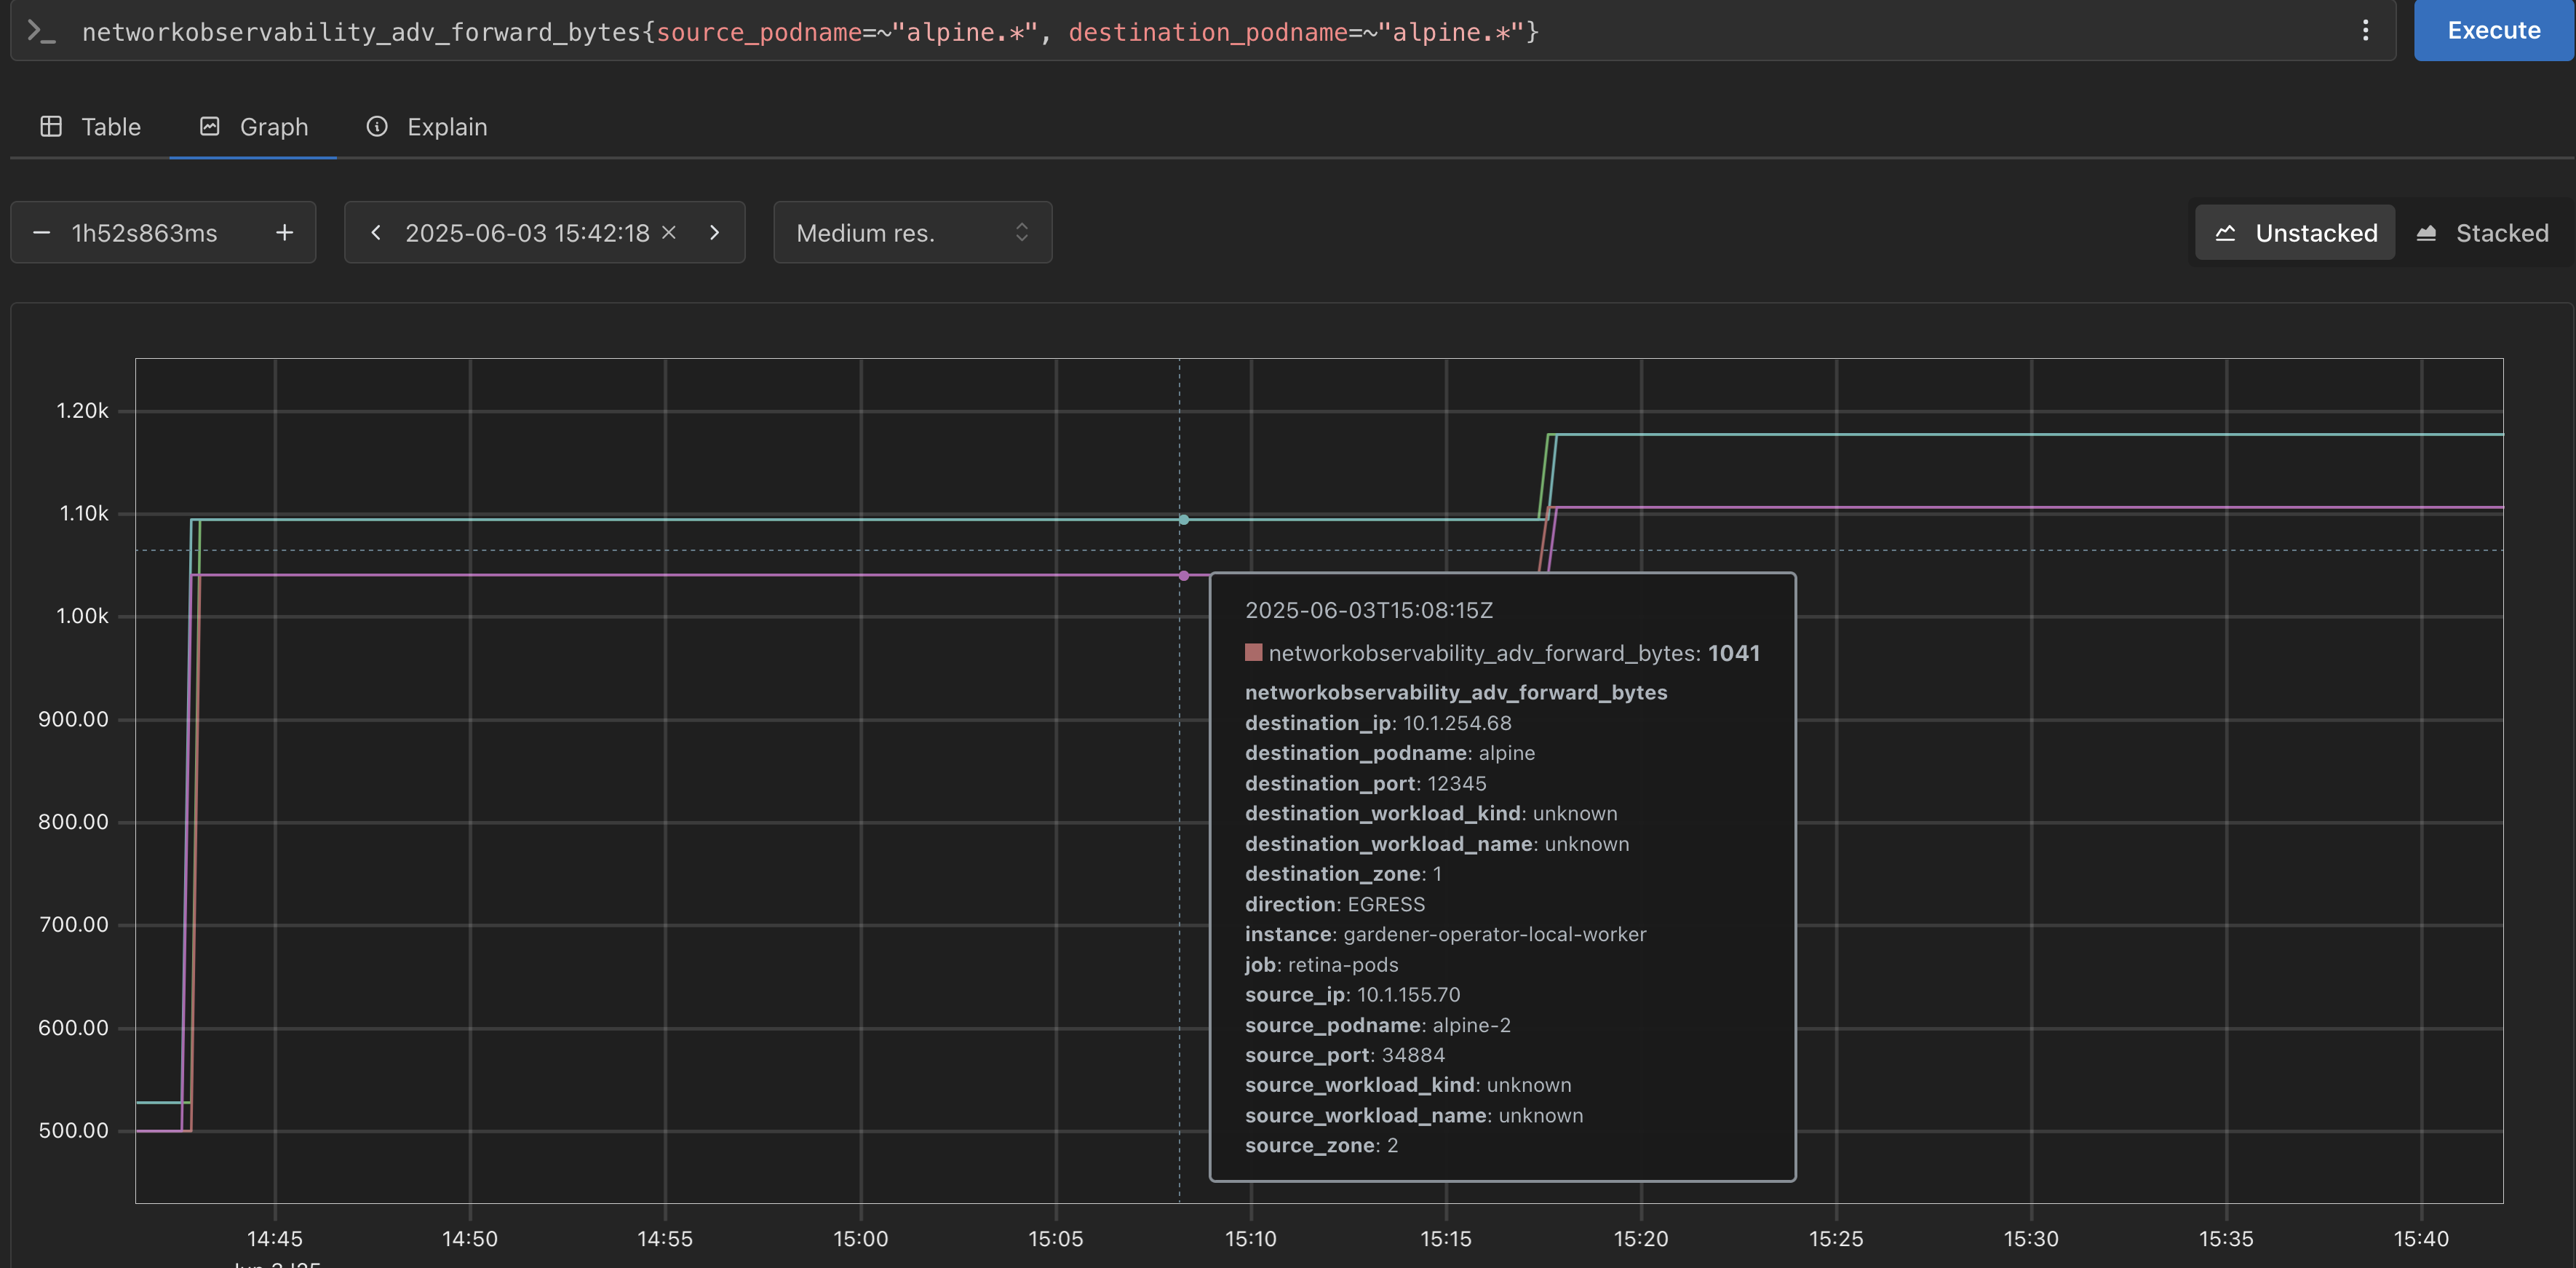 networkobservability_adv_forward_bytes{source_podname=~"alpine.*", destination_podname=~"alpine.*"}
Execute
Table
Graph
Explain
1h52s863ms
2025-06-03 15:42:18
Medium res.
Unstacked
Stacked
1.20k
1.10k
1.00k
900.00
800.00
700.00
600.00
500.00
2025-06-03T15:08:15Z
networkobservability_adv_forward_bytes: 1041
networkobservability_adv_forward_bytes
destination_ip: 10.1.254.68
destination_podname: alpine
destination_port: 12345
destination_workload_kind: unknown
destination_workload_name: unknown
destination_zone: 1
direction: EGRESS
instance: gardener-operator-local-worker
job: retina-pods
source_ip: 10.1.155.70
source_podname: alpine-2
source_port: 34884
source_workload_kind: unknown
source_workload_name: unknown
source_zone: 2
14:45 14:50 14:55 15:00 15:05 15:10 15:15 15:20 15:25 15:30 15:35 15:40